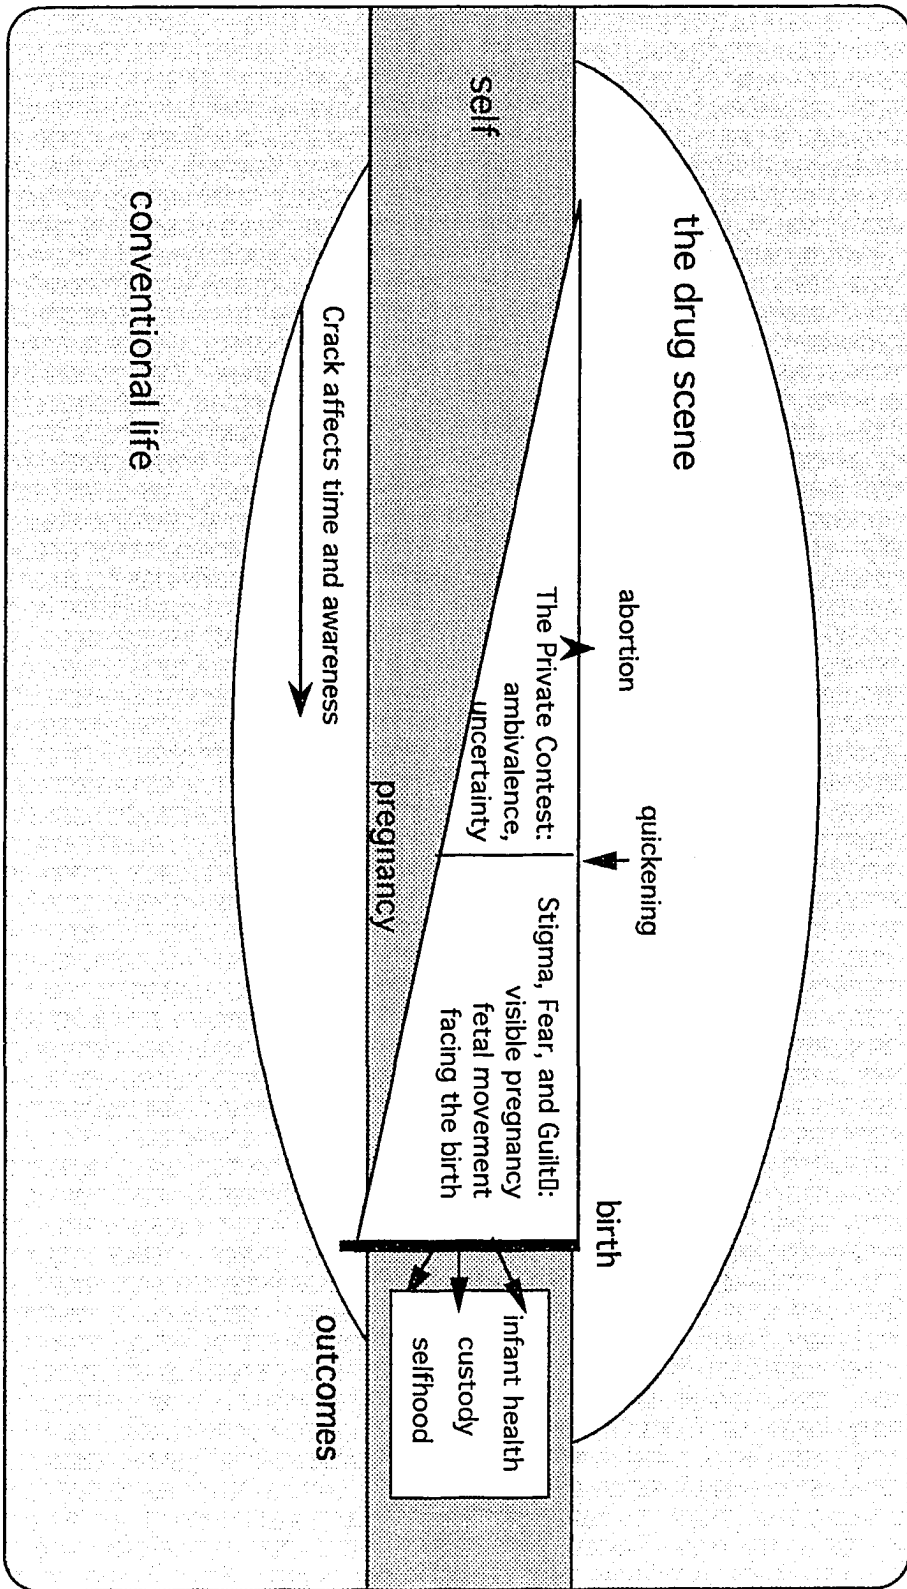 the drug scene
abortion
quickening
birth
self
The Private Contest:
ambivalence,
uncertainty
Stigma, Fear, and Guilt▯:
visible pregnancy
fetal movement
facing the birth
infant health
custody
selfhood
pregnancy
Crack affects time and awareness
outcomes
conventional life